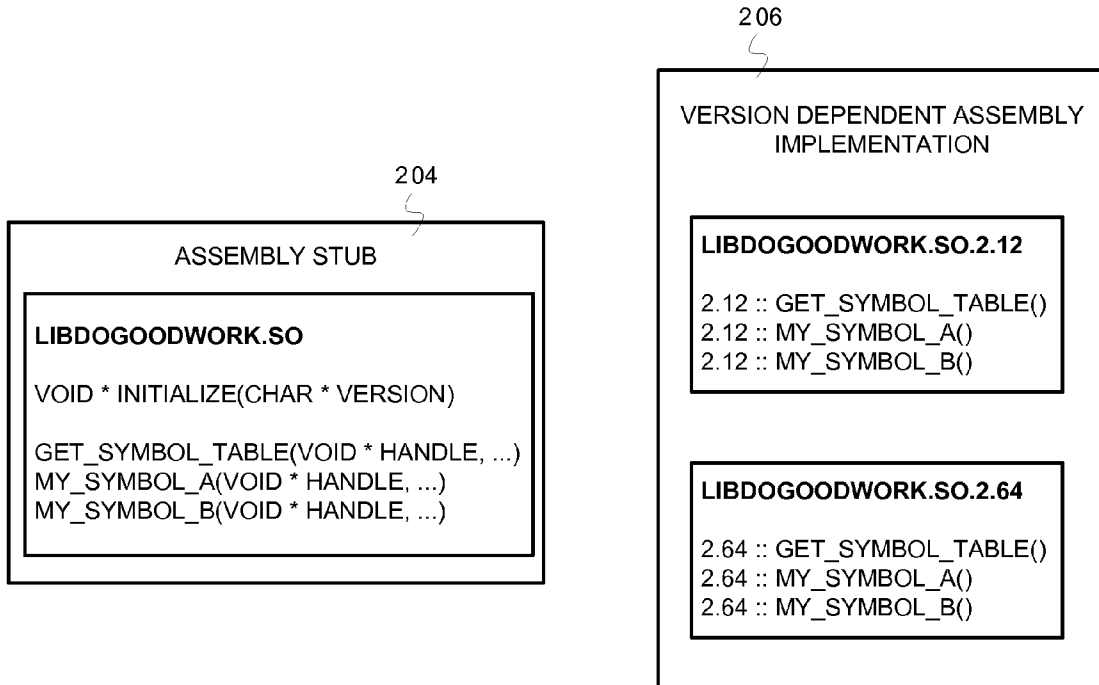 204
ASSEMBLY STUB
LIBDOGOODWORK.SO
VOID * INITIALIZE(CHAR * VERSION)
GET_SYMBOL_TABLE(VOID * HANDLE, ...)
MY_SYMBOL_A(VOID * HANDLE, ...)
MY_SYMBOL_B(VOID * HANDLE, ...)
206
VERSION DEPENDENT ASSEMBLY
IMPLEMENTATION
LIBDOGOODWORK.SO.2.12
2.12 :: GET_SYMBOL_TABLE()
2.12 :: MY_SYMBOL_A()
2.12 :: MY_SYMBOL_B()
LIBDOGOODWORK.SO.2.64
2.64 :: GET_SYMBOL_TABLE()
2.64 :: MY_SYMBOL_A()
2.64 :: MY_SYMBOL_B()